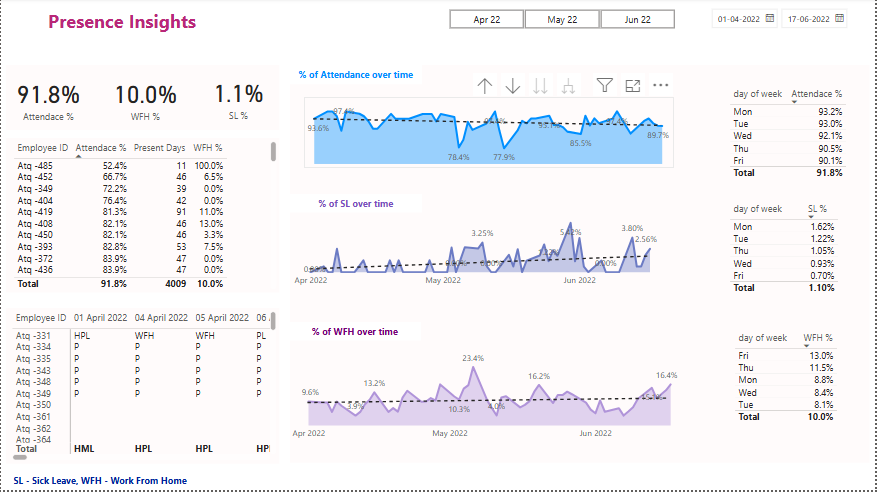 Presence Insights
Apr 22 May 22 Jun 22
01-04-2022 17-06-2022
91.8% 10.0% 1.1%
Attendace % WFH % SL %
Employee ID Attendace % Present Days WFH %
Atq -485 52.4% 11 100.0%
Atq -452 66.7% 46 6.5%
Atq -349 72.2% 39 0.0%
Atq -404 76.4% 42 0.0%
Atq -419 81.3% 91 11.0%
Atq -408 82.1% 46 13.0%
Atq -450 82.1% 46 3.3%
Atq -393 82.8% 53 7.5%
Atq -372 83.9% 47 0.0%
Atq -436 83.9% 47 0.0%
Total 91.8% 4009 10.0%
Employee ID 01 April 2022 04 April 2022 05 April 2022 06
Atq -331 HPL WFH WFH PL
Atq -334 P P P P
Atq -335 P P P P
Atq -343 P P P P
Atq -348 P P P P
Atq -349 P P P P
Atq -350
Atq -361
Atq -362
Atq -364
Total HML HPL HPL HPL
% of Attendance over time
93.6% 97.4% 78.4% 77.9% 85.5% 89.7%
% of SL over time
3.25% 3.80% 2.56%
Apr 2022 May 2022 Jun 2022
% of WFH over time
9.6% 3.9% 13.2% 10.3% 23.4% 4.0% 16.2% 16.4%
Apr 2022 May 2022 Jun 2022
day of week Attendace %
Mon 93.2%
Tue 93.0%
Wed 92.1%
Thu 90.5%
Fri 90.1%
Total 91.8%
day of week SL %
Mon 1.62%
Tue 1.22%
Thu 1.05%
Wed 0.93%
Fri 0.70%
Total 1.10%
day of week WFH %
Fri 13.0%
Thu 11.5%
Mon 8.8%
Wed 8.4%
Tue 8.1%
Total 10.0%
SL - Sick Leave, WFH - Work From Home